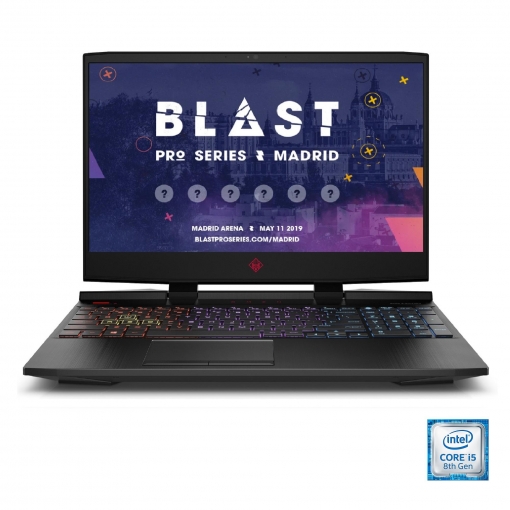 BLAST
PRO SERIES MADRID
? ? ? ? ? ?
MADRID ARENA MAY 11 2019
BLASTPROSERIES.COM/MADRID
intel
CORE i5
8th Gen